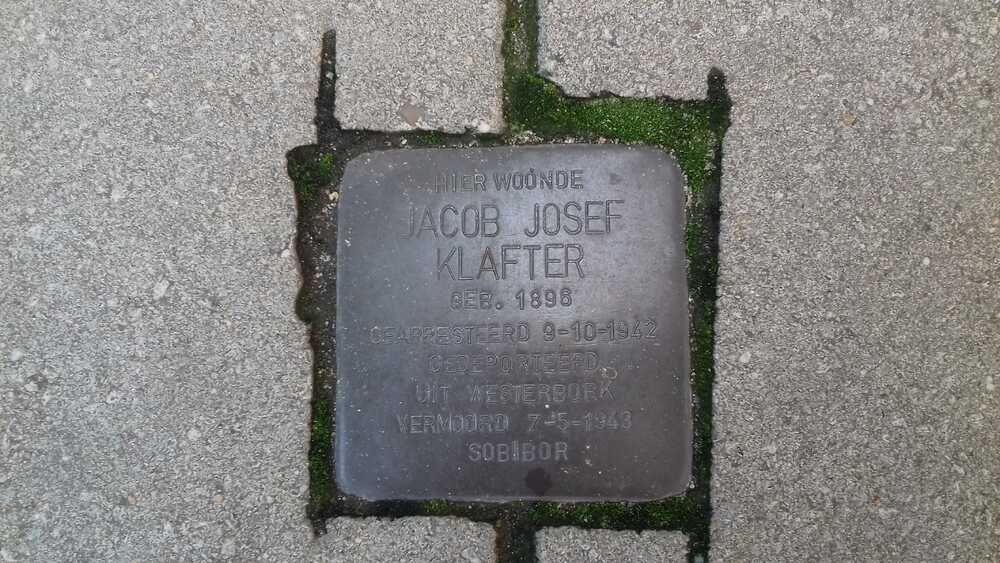 HIER WOONDE
JACOB JOSEF
KLAFTER
GEB. 1896
GEARRESTEERD 9-10-1942
GEDEPORTEERD
UIT WESTERBORK
VERMOORD 7-5-1943
SOBIBOR